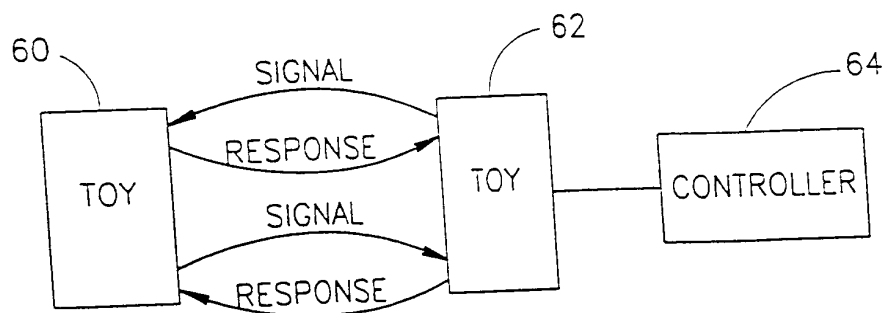 60
62
64
SIGNAL
RESPONSE
TOY
TOY
CONTROLLER
SIGNAL
RESPONSE